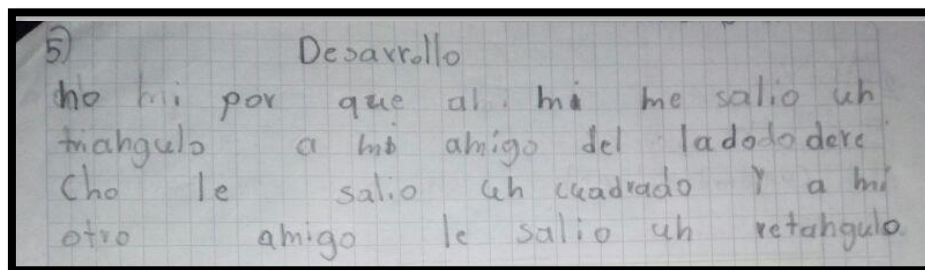 5) Desarrollo
no mi por que al mi me salio un
triangulo a mi amigo del ladodo dere
cho le salio un cuadrado Y a mi
otro amigo le salio un retangulo.